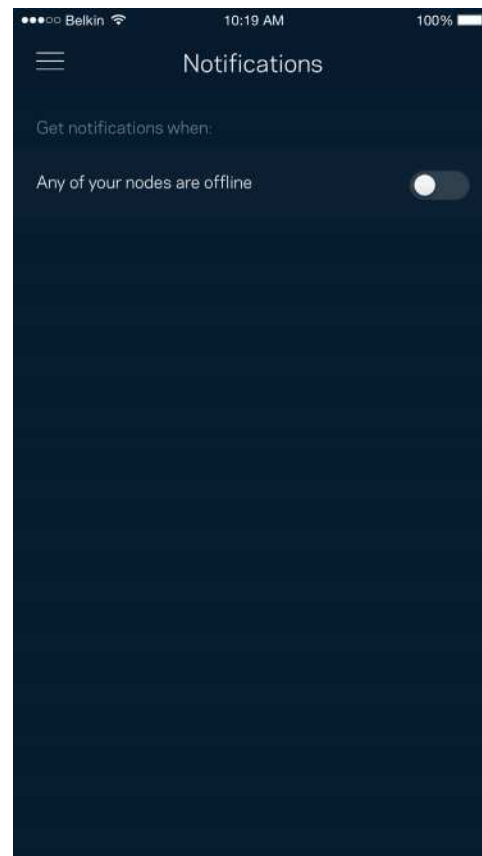 Belkin 10:19 AM 100%
Notifications
Get notifications when:
Any of your nodes are offline